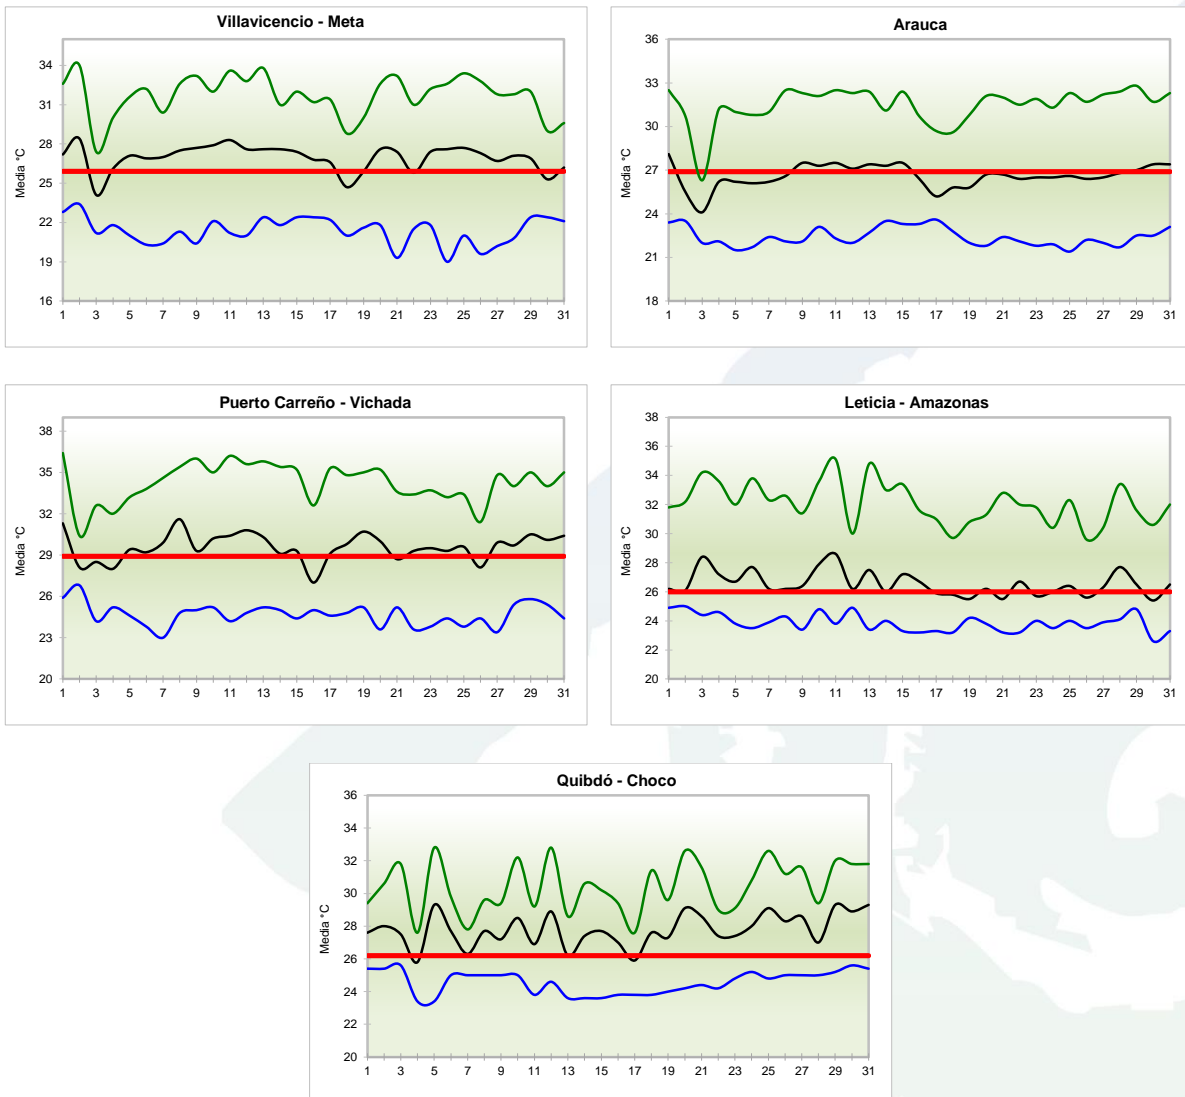 Villavicencio - Meta
34
31
28
25
22
19
16
Media °C
1 3 5 7 9 11 13 15 17 19 21 23 25 27 29 31
Arauca
36
33
30
27
24
21
18
Media °C
1 3 5 7 9 11 13 15 17 19 21 23 25 27 29 31
Puerto Carreño - Vichada
38
35
32
29
26
23
20
Media °C
1 3 5 7 9 11 13 15 17 19 21 23 25 27 29 31
Leticia - Amazonas
38
36
34
32
30
28
26
24
22
20
Media °C
1 3 5 7 9 11 13 15 17 19 21 23 25 27 29 31
Quibdó - Choco
36
34
32
30
28
26
24
22
20
Media °C
1 3 5 7 9 11 13 15 17 19 21 23 25 27 29 31